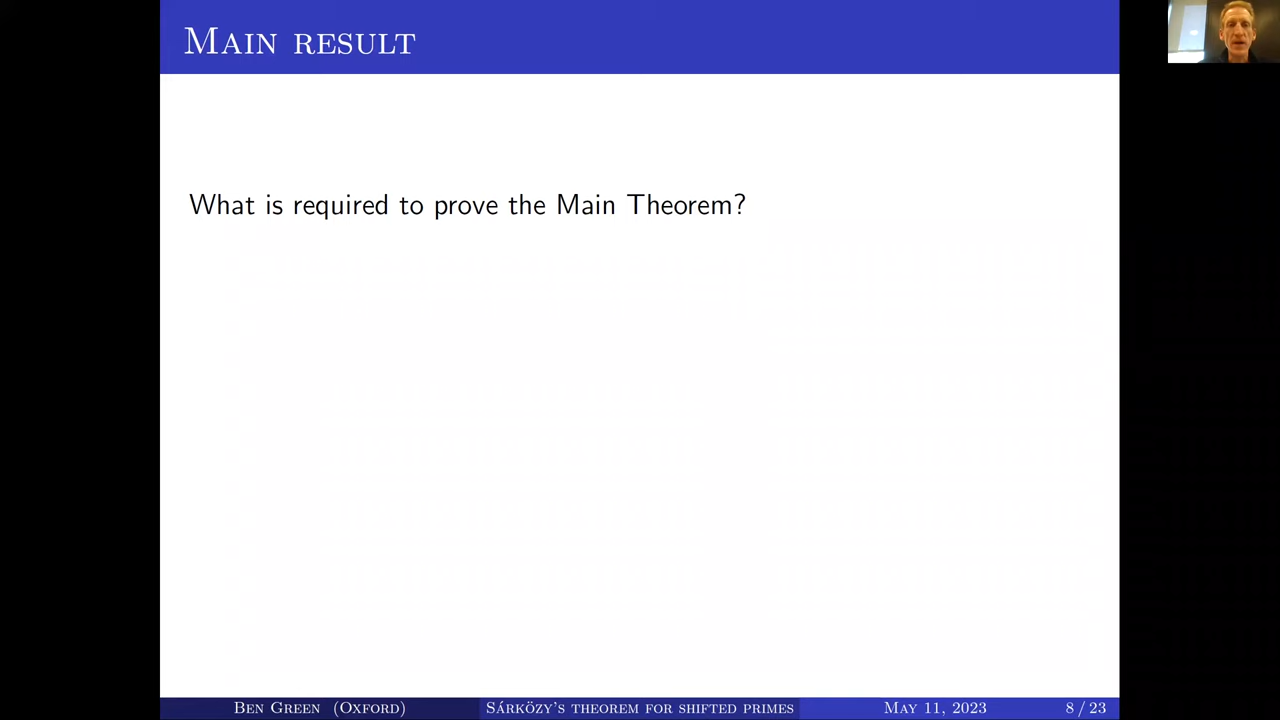 Main result
What is required to prove the Main Theorem?
Ben Green (Oxford) Sárközy's theorem for shifted primes May 11, 2023 8 / 23